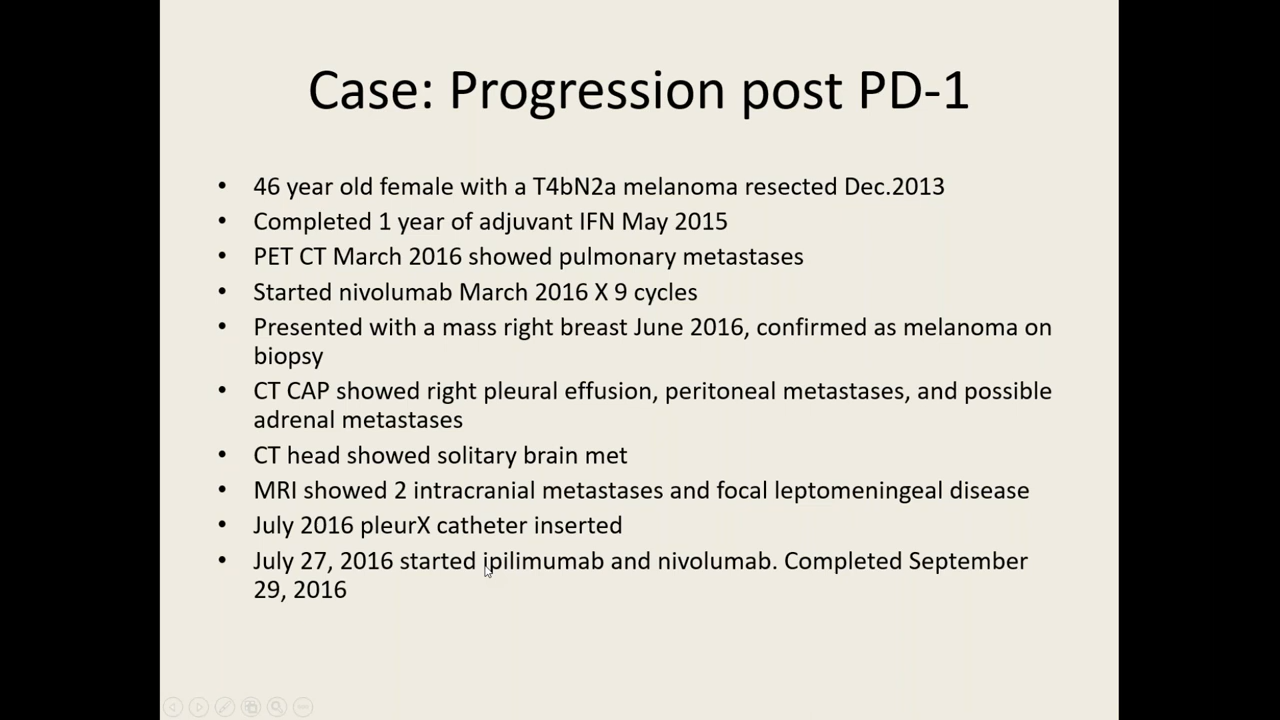 Case: Progression post PD-1
• 46 year old female with a T4bN2a melanoma resected Dec.2013
• Completed 1 year of adjuvant IFN May 2015
• PET CT March 2016 showed pulmonary metastases
• Started nivolumab March 2016 X 9 cycles
• Presented with a mass right breast June 2016, confirmed as melanoma on
biopsy
• CT CAP showed right pleural effusion, peritoneal metastases, and possible
adrenal metastases
• CT head showed solitary brain met
• MRI showed 2 intracranial metastases and focal leptomeningeal disease
• July 2016 pleurX catheter inserted
• July 27, 2016 started ipilimumab and nivolumab. Completed September
29, 2016